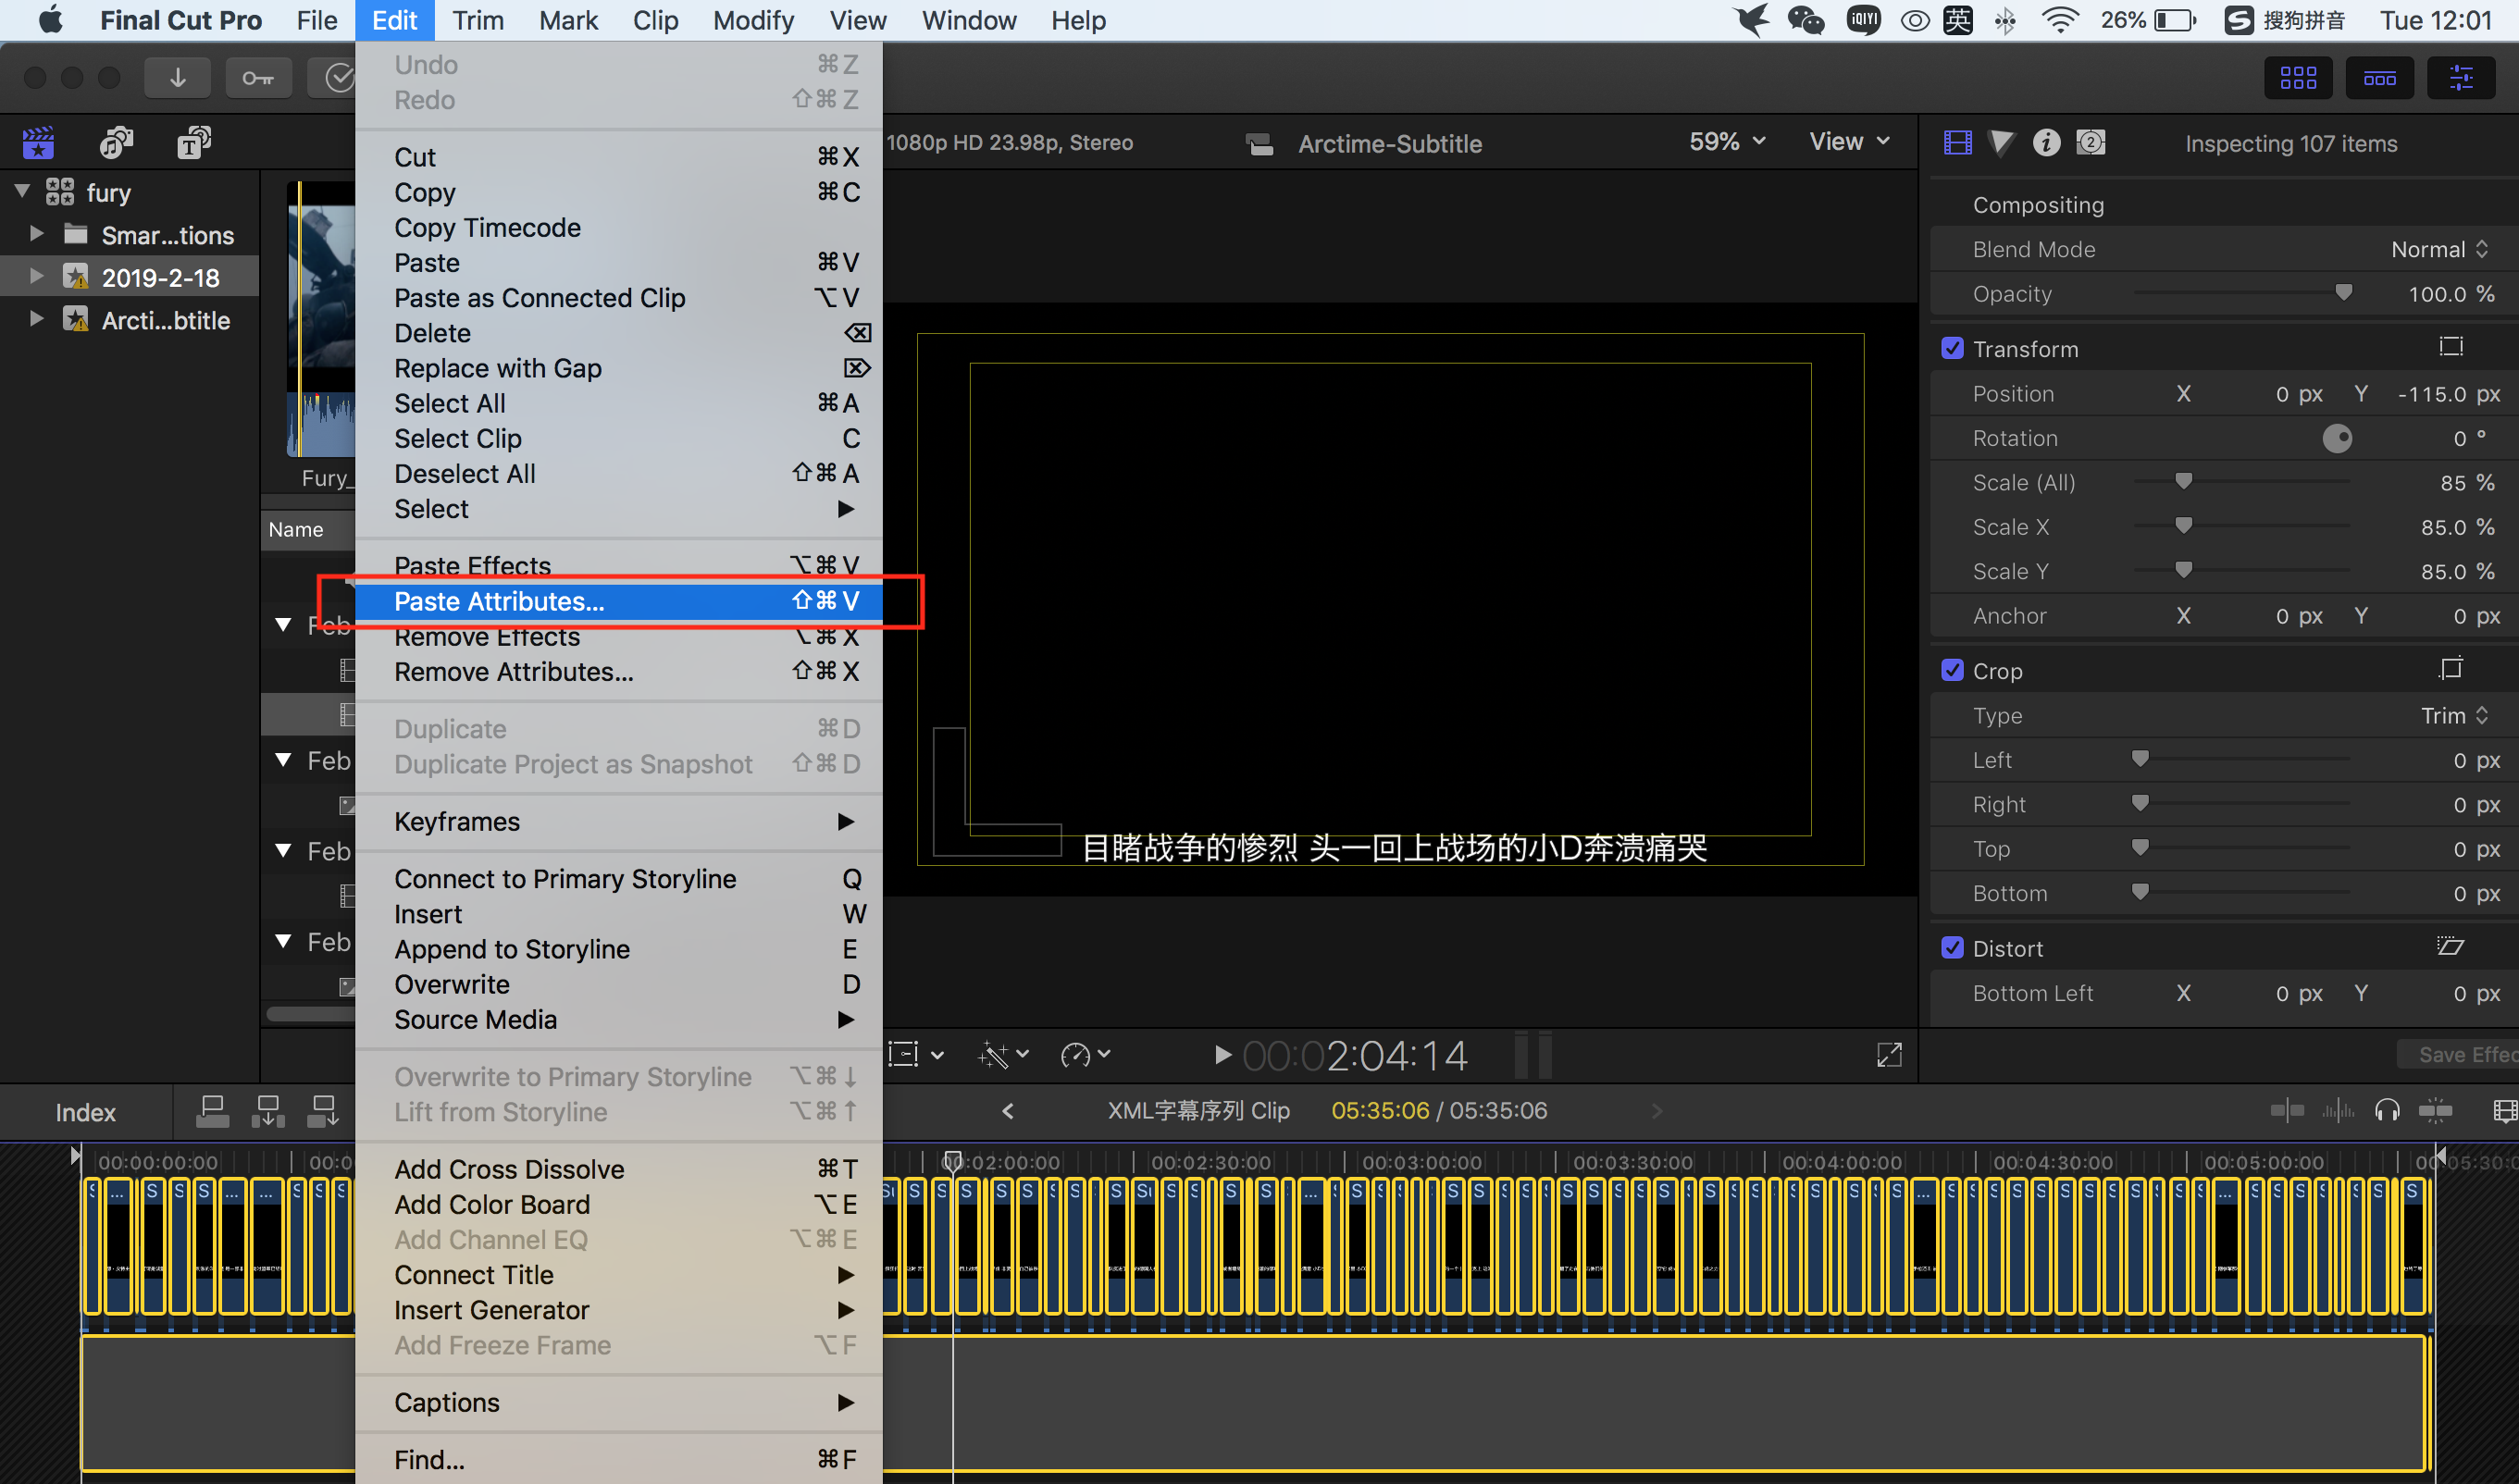 Final Cut Pro File Edit Trim Mark Clip Modify View Window Help
iQIYI 英 26% S 搜狗拼音 Tue 12:01
1080p HD 23.98p, Stereo
Arctime-Subtitle
59% View
Inspecting 107 items
fury
Smar...tions
2019-2-18
Arcti...btitle
Fury_
Name
Feb
Feb
Feb
Feb
Undo ⌘Z
Redo ⇧⌘Z
Cut ⌘X
Copy ⌘C
Copy Timecode
Paste ⌘V
Paste as Connected Clip ⌥V
Delete ⌫
Replace with Gap ⌦
Select All ⌘A
Select Clip C
Deselect All ⇧⌘A
Select ▶
Paste Effects ⌥⌘V
Paste Attributes... ⇧⌘V
Remove Effects ⌥⌘X
Remove Attributes... ⇧⌘X
Duplicate ⌘D
Duplicate Project as Snapshot ⇧⌘D
Keyframes ▶
Connect to Primary Storyline Q
Insert W
Append to Storyline E
Overwrite D
Source Media ▶
Overwrite to Primary Storyline ⌥⌘↓
Lift from Storyline ⌥⌘↑
Add Cross Dissolve ⌘T
Add Color Board ⌥E
Add Channel EQ ⌥⌘E
Connect Title ▶
Insert Generator ▶
Add Freeze Frame ⌥F
Captions ▶
Find... ⌘F
目睹战争的惨烈 头一回上战场的小D奔溃痛哭
Compositing
Blend Mode Normal
Opacity 100.0 %
Transform
Position X 0 px Y -115.0 px
Rotation 0 °
Scale (All) 85 %
Scale X 85.0 %
Scale Y 85.0 %
Anchor X 0 px Y 0 px
Crop
Type Trim
Left 0 px
Right 0 px
Top 0 px
Bottom 0 px
Distort
Bottom Left X 0 px Y 0 px
Save Effec
00:02:04:14
Index
XML字幕序列 Clip 05:35:06 / 05:35:06
00:00:00:00 00:0 00:02:00:00 00:02:30:00 00:03:00:00 00:03:30:00 00:04:00:00 00:04:30:00 00:05:00:00 00:05:30:0